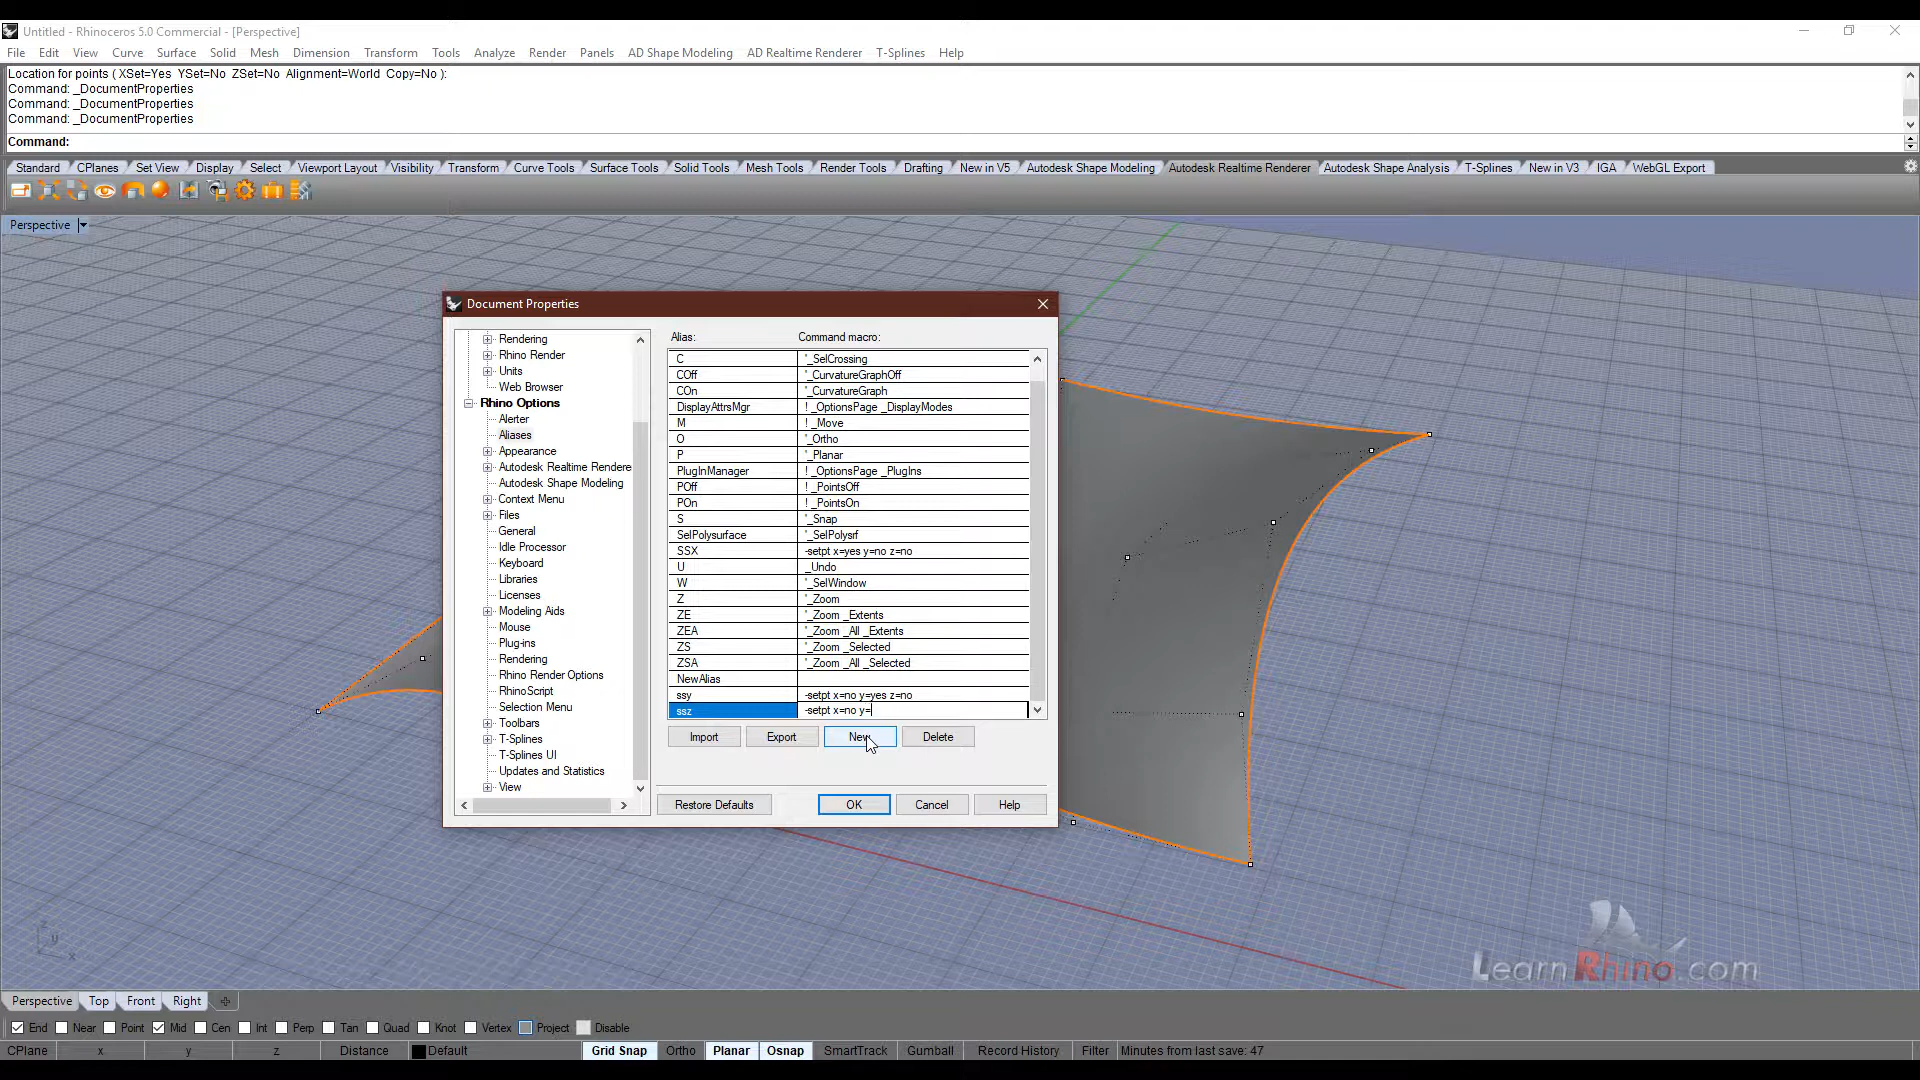 Untitled - Rhinoceros 5.0 Commercial - [Perspective]
File Edit View Curve Surface Solid Mesh Dimension Transform Tools Analyze Render Panels AD Shape Modeling AD Realtime Renderer T-Splines Help
Location for points ( XSet=Yes YSet=No ZSet=No Alignment=World Copy=No ):
Command: _DocumentProperties
Command: _DocumentProperties
Command: _DocumentProperties
Command:
Standard CPlanes Set View Display Select Viewport Layout Visibility Transform Curve Tools Surface Tools Solid Tools Mesh Tools Render Tools Drafting New in V5 Autodesk Shape Modeling Autodesk Realtime Renderer Autodesk Shape Analysis T-Splines New in V3 IGA WebGL Export
Perspective
Document Properties
Rendering
Rhino Render
Units
Web Browser
Rhino Options
Alerter
Aliases
Appearance
Autodesk Realtime Rendere
Autodesk Shape Modeling
Context Menu
Files
General
Idle Processor
Keyboard
Libraries
Licenses
Modeling Aids
Mouse
Plug-ins
Rendering
Rhino Render Options
RhinoScript
Selection Menu
Toolbars
T-Splines
T-Splines UI
Updates and Statistics
View
Alias: Command macro:
C '_SelCrossing
COff '_CurvatureGraphOff
COn '_CurvatureGraph
DisplayAttrsMgr ! _OptionsPage _DisplayModes
M ! _Move
O '_Ortho
P '_Planar
PlugInManager ! _OptionsPage _PlugIns
POff ! _PointsOff
POn ! _PointsOn
S '_Snap
SelPolysurface '_SelPolysrf
SSX -setpt x=yes y=no z=no
U _Undo
W '_SelWindow
Z '_Zoom
ZE '_Zoom _Extents
ZEA '_Zoom _All _Extents
ZS '_Zoom _Selected
ZSA '_Zoom _All _Selected
NewAlias
ssy -setpt x=no y=yes z=no
ssz -setpt x=no y=
Import Export New Delete
Restore Defaults OK Cancel Help
z
y
x
LearnRhino.com
Perspective Top Front Right
End Near Point Mid Cen Int Perp Tan Quad Knot Vertex Project Disable
CPlane x y z Distance Default Grid Snap Ortho Planar Osnap SmartTrack Gumball Record History Filter Minutes from last save: 47